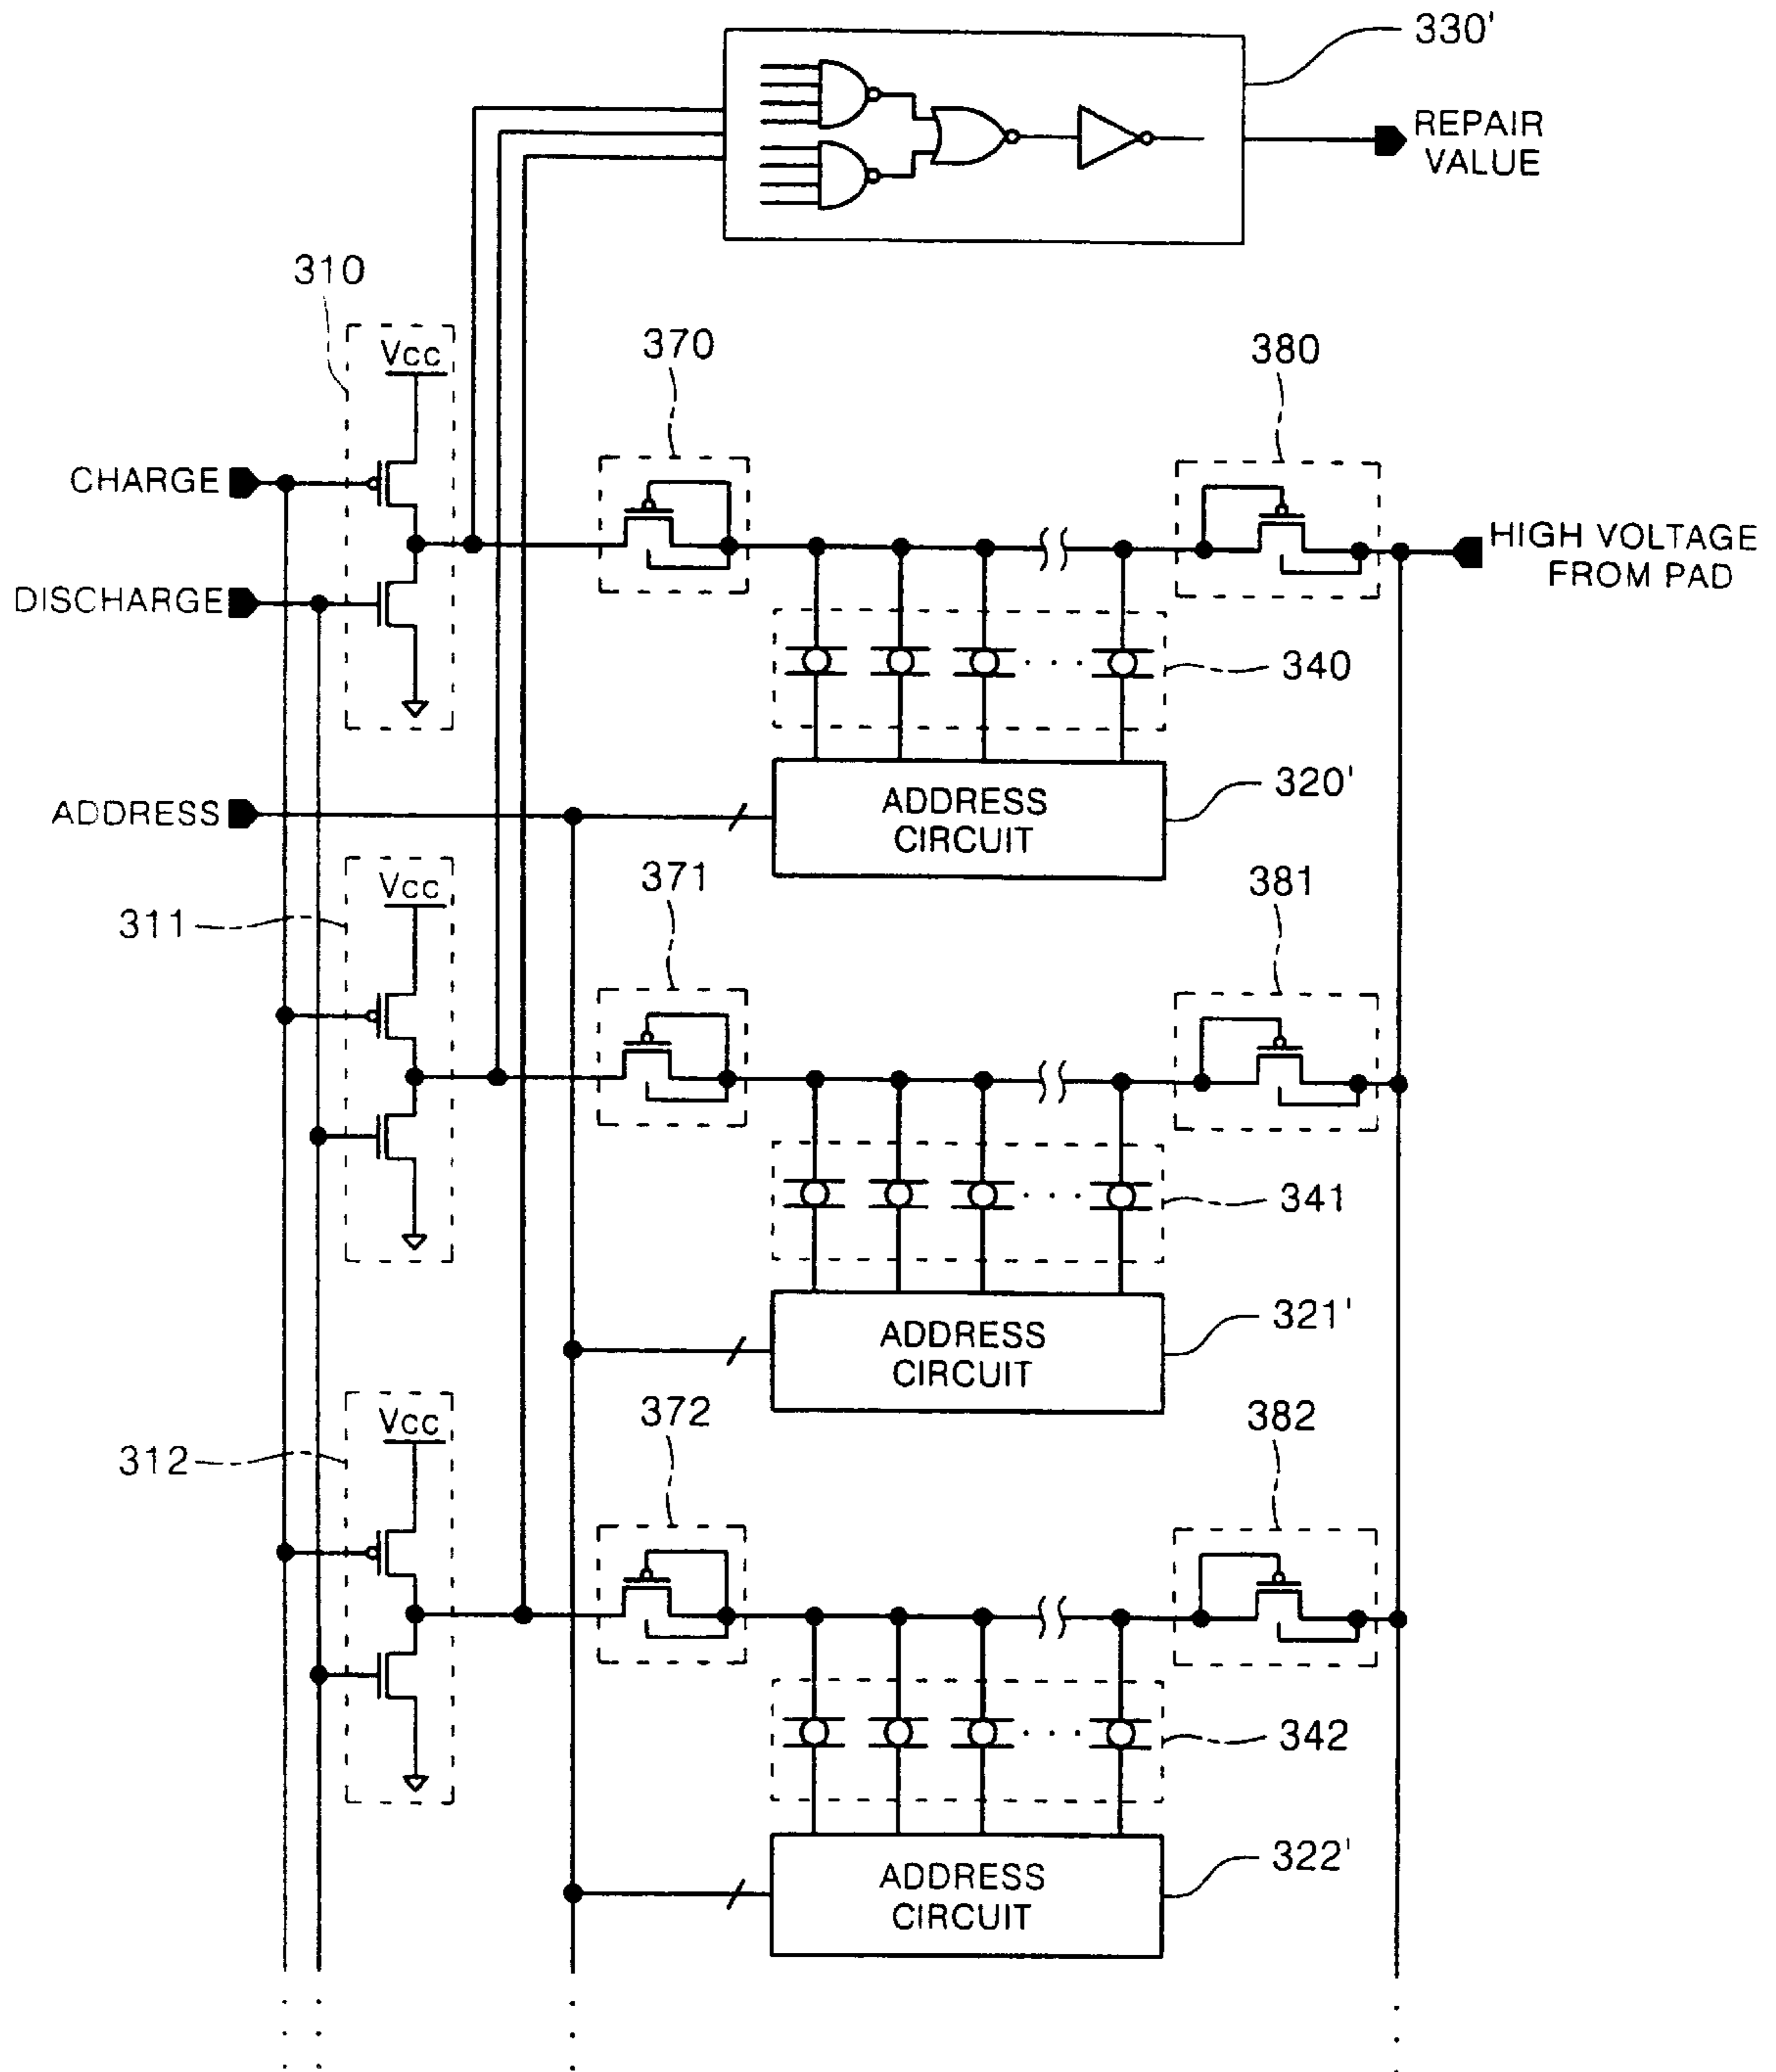 330'
REPAIR
VALUE
310
Vcc
370
380
CHARGE
HIGH VOLTAGE
FROM PAD
DISCHARGE
340
ADDRESS
ADDRESS
CIRCUIT
320'
311
Vcc
371
381
341
ADDRESS
CIRCUIT
321'
312
Vcc
372
382
342
ADDRESS
CIRCUIT
322'